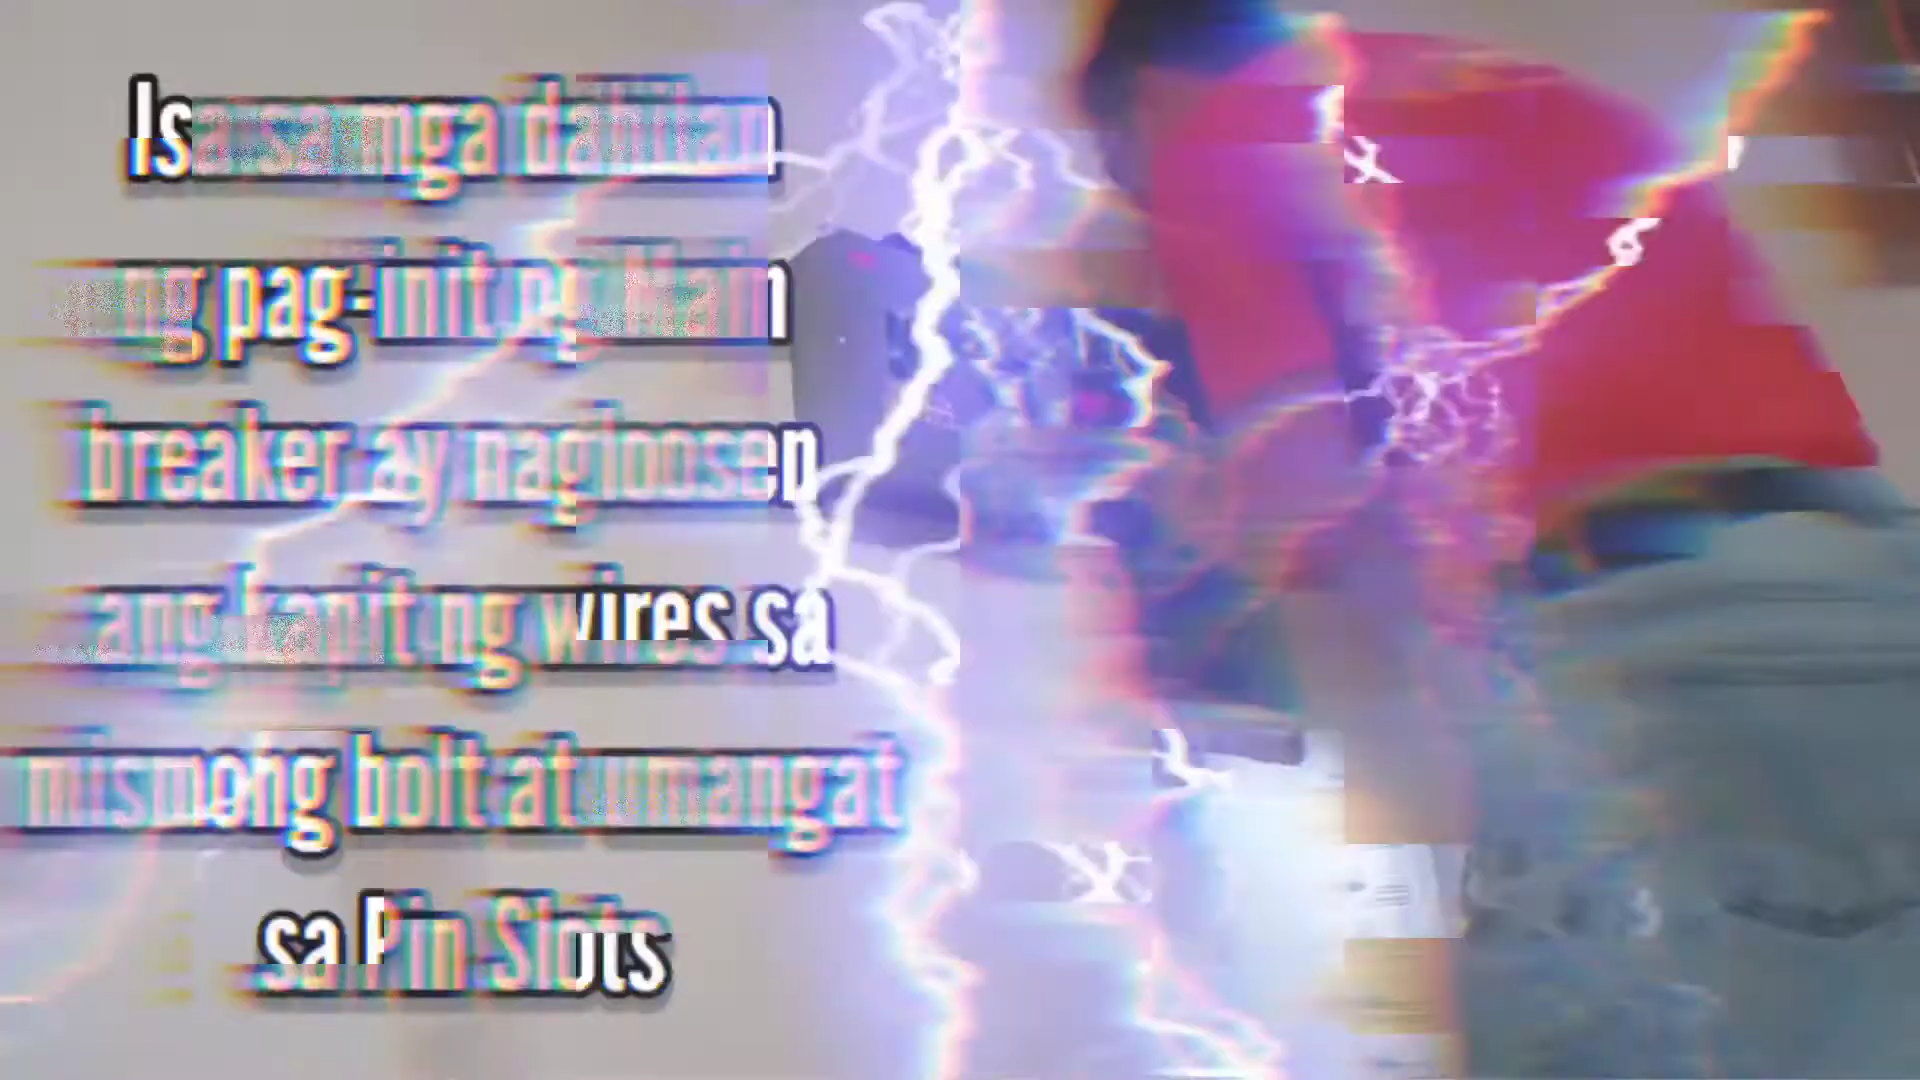 Isa sa mga dahilan
ng pag-init ng Main
breaker ay nagloosen
ang kapit ng wires sa
mismong bolt at umangat
sa Pin Slots